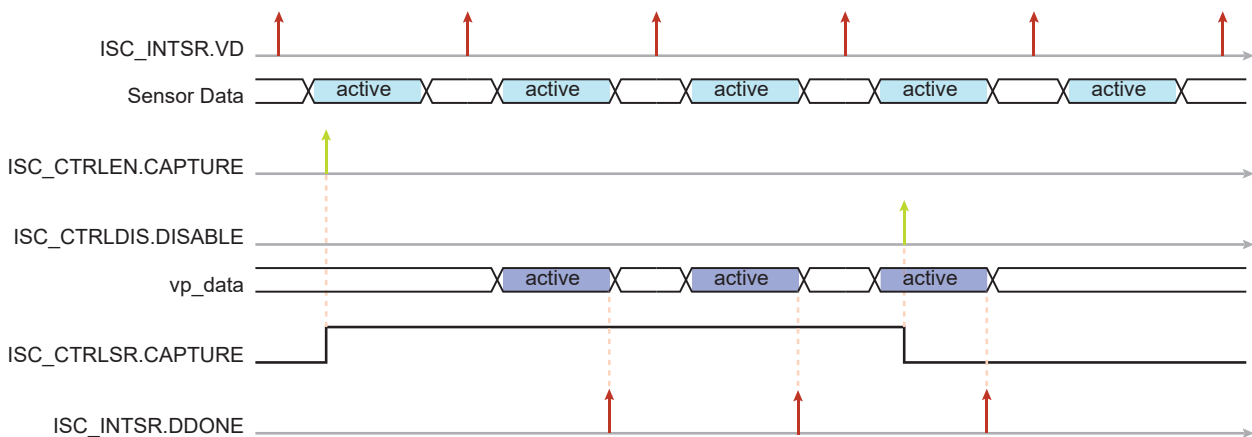 ISC_INTSR.VD
Sensor Data active active active active active
ISC_CTRLEN.CAPTURE
ISC_CTRLDIS.DISABLE
vp_data active active active
ISC_CTRLSR.CAPTURE
ISC_INTSR.DDONE